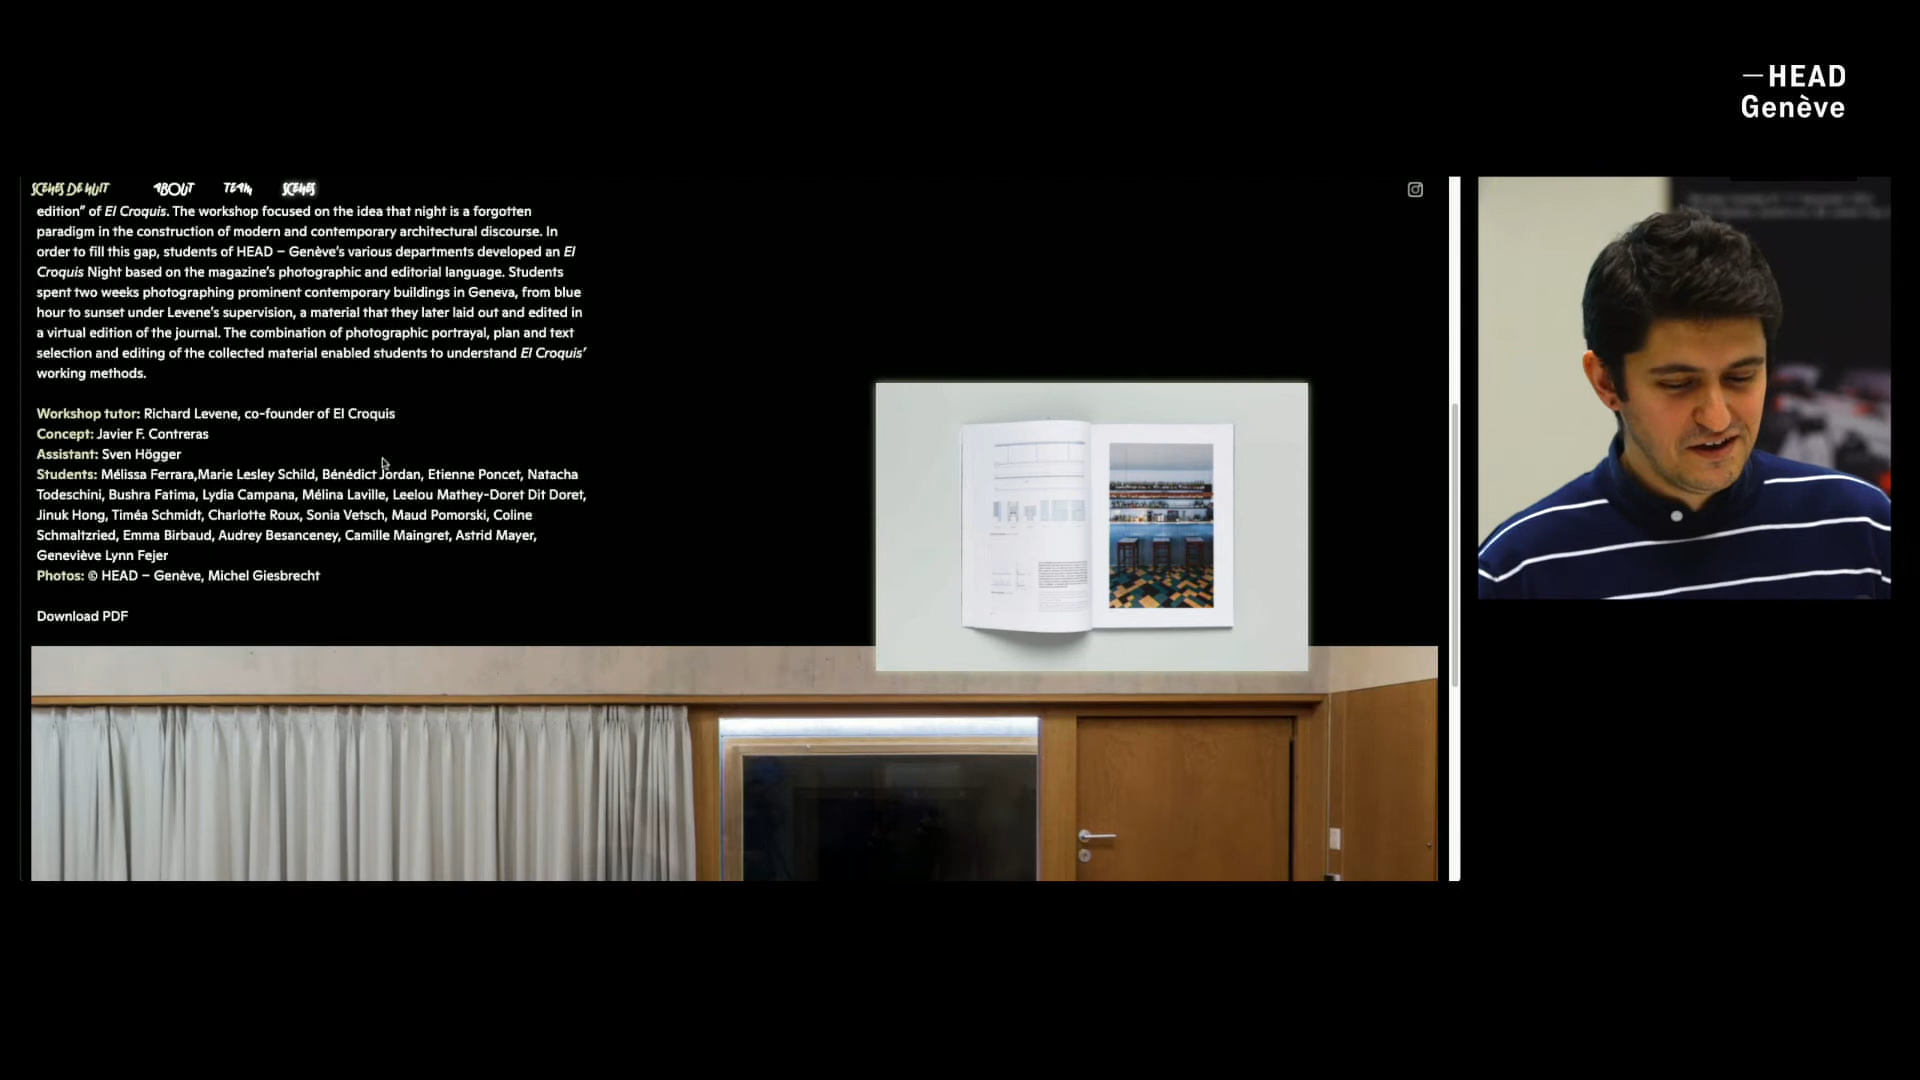 —HEAD
Genève
SCÈNES DE NUIT ABOUT TEAM SCENES
edition” of El Croquis. The workshop focused on the idea that night is a forgotten
paradigm in the construction of modern and contemporary architectural discourse. In
order to fill this gap, students of HEAD – Genève’s various departments developed an El
Croquis Night based on the magazine’s photographic and editorial language. Students
spent two weeks photographing prominent contemporary buildings in Geneva, from blue
hour to sunset under Levene’s supervision, a material that they later laid out and edited in
a virtual edition of the journal. The combination of photographic portrayal, plan and text
selection and editing of the collected material enabled students to understand El Croquis’
working methods.
Workshop tutor: Richard Levene, co-founder of El Croquis
Concept: Javier F. Contreras
Assistant: Sven Högger
Students: Mélissa Ferrara,Marie Lesley Schild, Bénédict Jordan, Etienne Poncet, Natacha
Todeschini, Bushra Fatima, Lydia Campana, Mélina Laville, Leelou Mathey-Doret Dit Doret,
Jinuk Hong, Timéa Schmidt, Charlotte Roux, Sonia Vetsch, Maud Pomorski, Coline
Schmaltzried, Emma Birbaud, Audrey Besanceney, Camille Maingret, Astrid Mayer,
Geneviève Lynn Fejer
Photos: © HEAD – Genève, Michel Giesbrecht
Download PDF